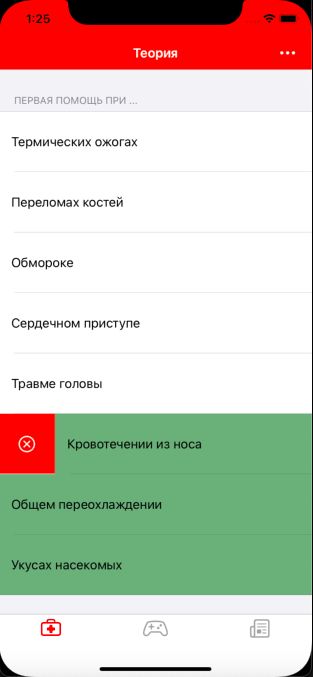 1:25
Теория
ПЕРВАЯ ПОМОЩЬ ПРИ ...
Термических ожогах
Переломах костей
Обмороке
Сердечном приступе
Травме головы
Кровотечении из носа
Общем переохлаждении
Укусах насекомых